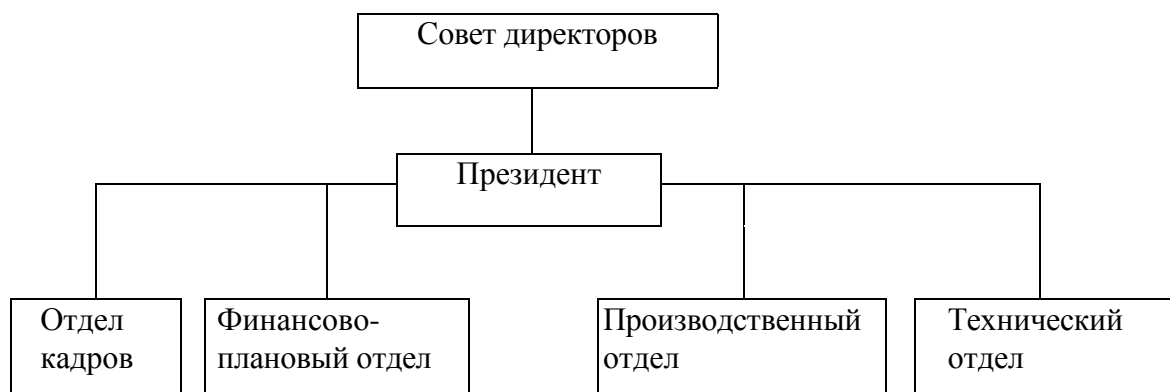 Совет директоров
Президент
Отдел
кадров
Финансово-
плановый отдел
Производственный
отдел
Технический
отдел